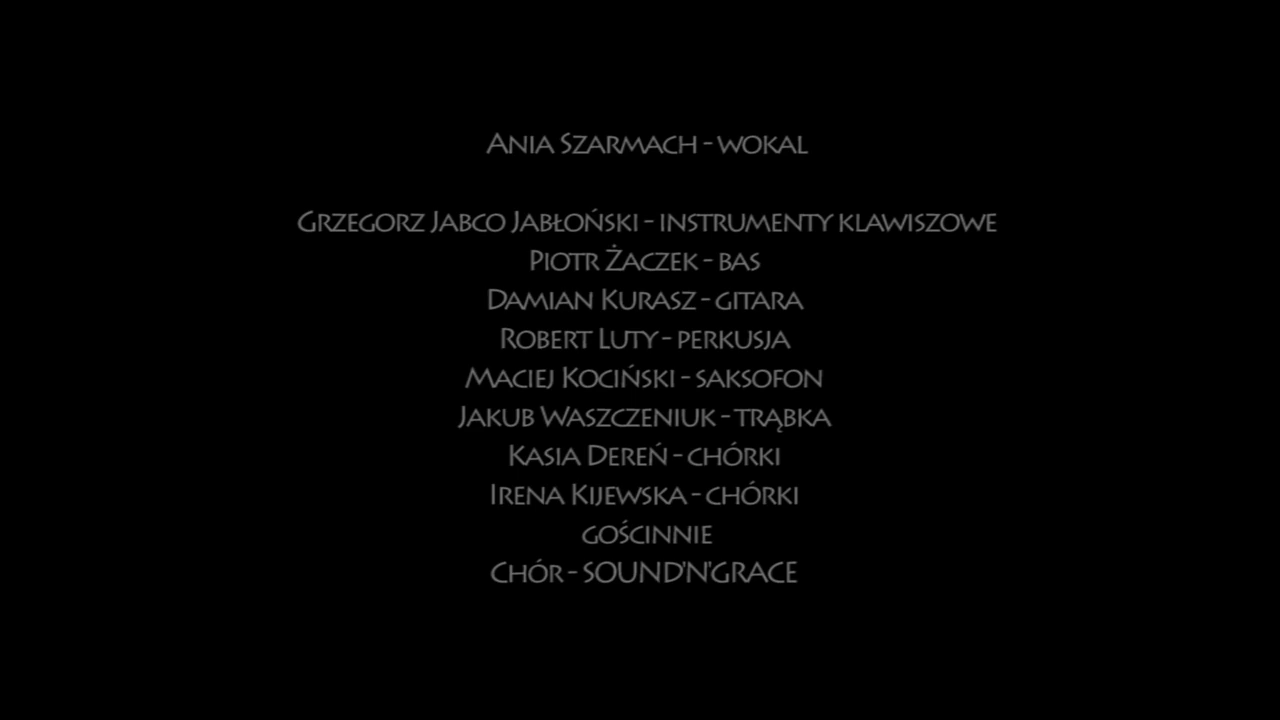 Ania Szarmach - wokal
Grzegorz Jabco Jabłoński - instrumenty klawiszowe
Piotr Żaczek - bas
Damian Kurasz - gitara
Robert Luty - perkusja
Maciej Kociński - saksofon
Jakub Waszczeniuk - trąbka
Kasia Dereń - chórki
Irena Kijewska - chórki
gościnnie
Chór - SOUND'N'GRACE